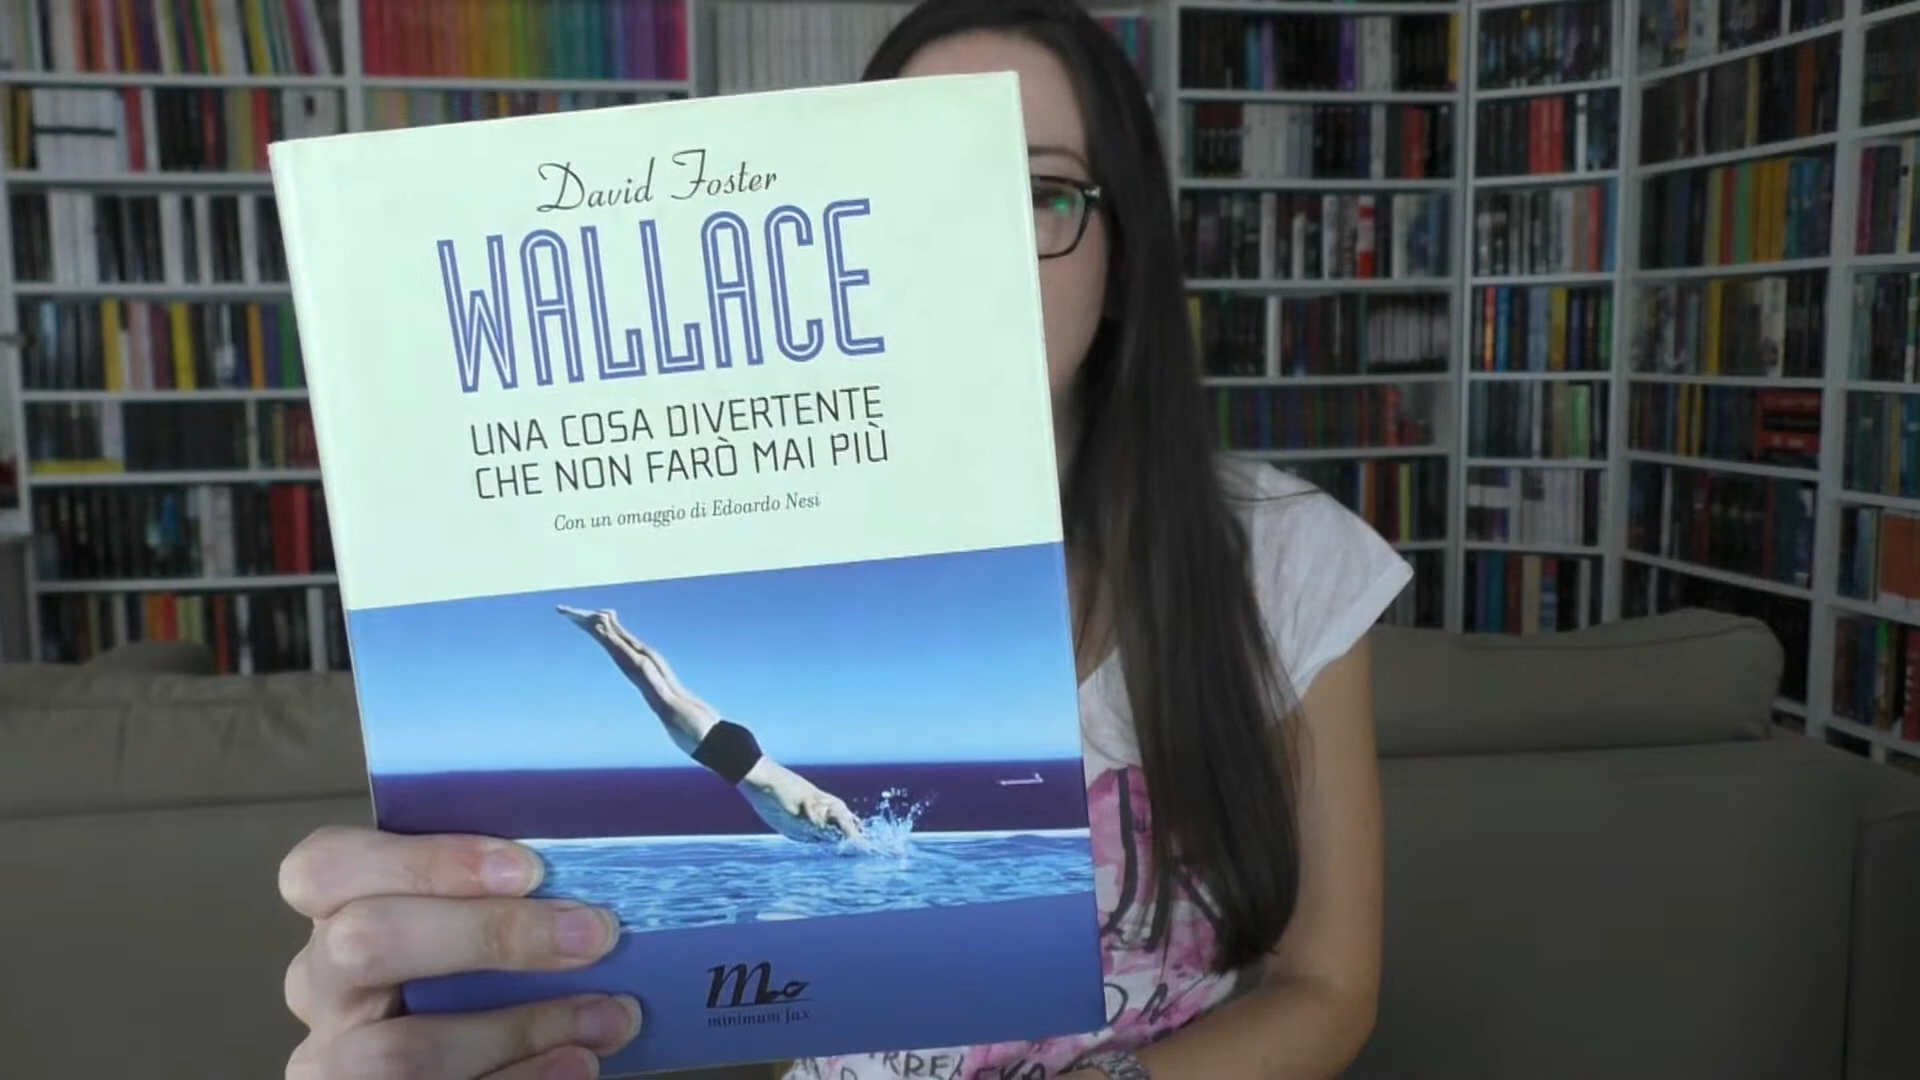 David Foster
WALLACE
UNA COSA DIVERTENTE
CHE NON FARÒ MAI PIÙ
Con un omaggio di Edoardo Nesi
minimum fax